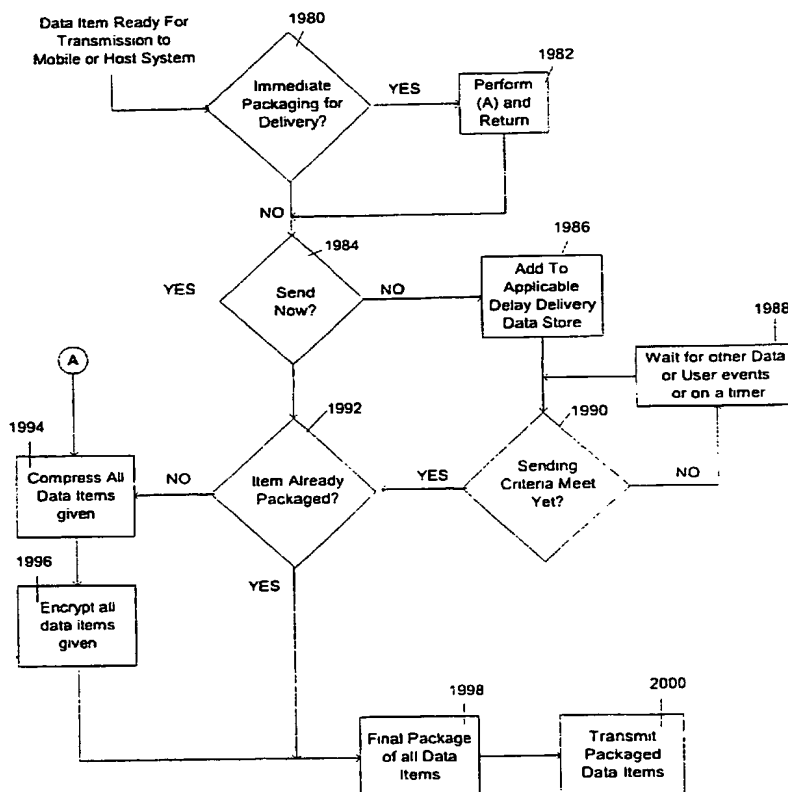 Data Item Ready For
Transmission to
Mobile or Host System
1980
Immediate
Packaging for
Delivery?
YES
1982
Perform
(A) and
Return
NO
1984
Send
Now?
YES
NO
1986
Add To
Applicable
Delay Delivery
Data Store
1988
Wait for other Data
or User events
or on a timer
A
1990
Sending
Criteria Meet
Yet?
NO
YES
1992
Item Already
Packaged?
NO
YES
1994
Compress All
Data Items
given
1996
Encrypt all
data items
given
1998
Final Package
of all Data
Items
2000
Transmit
Packaged
Data Items